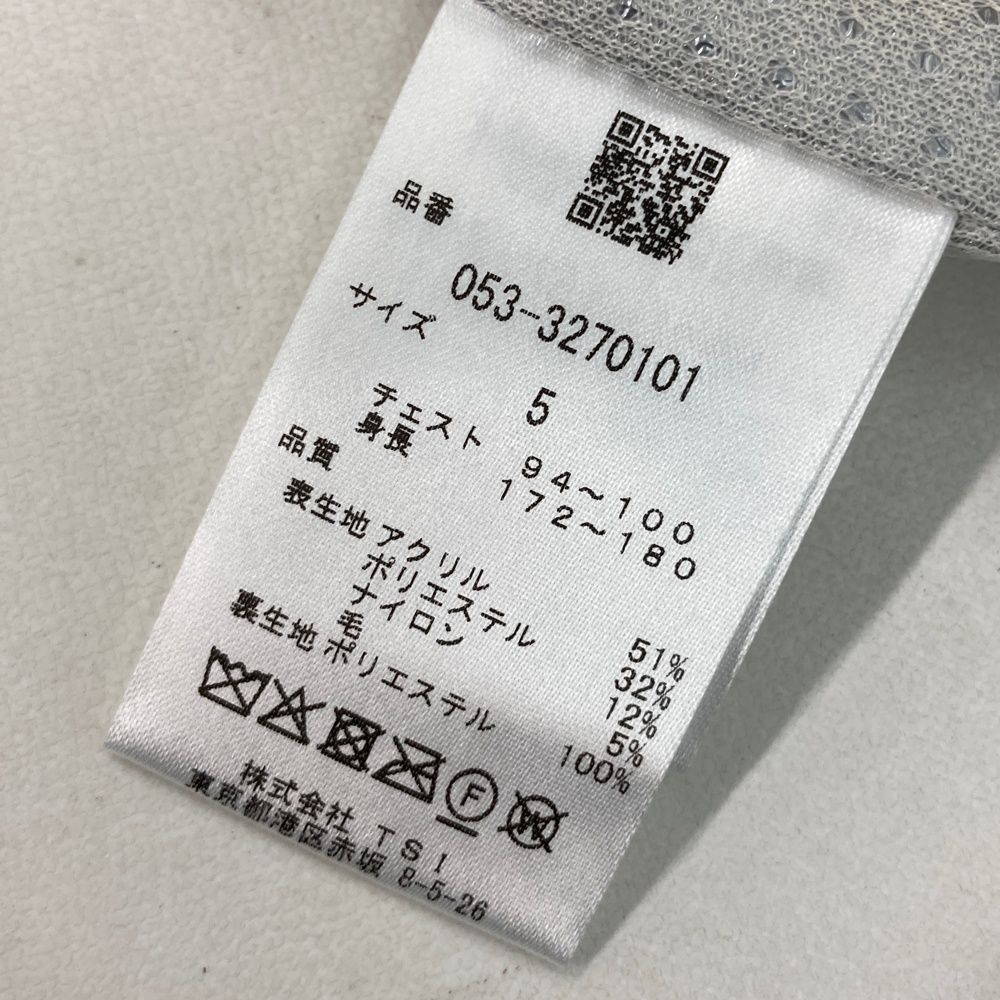 品番
053-3270101
サイズ
5
チェスト 94～100
身長 172～180
品質
表生地 アクリル 51%
ポリエステル 32%
ナイロン 12%
毛 5%
裏生地 ポリエステル 100%
F W
株式会社 TSI
東京都港区赤坂 8-5-26